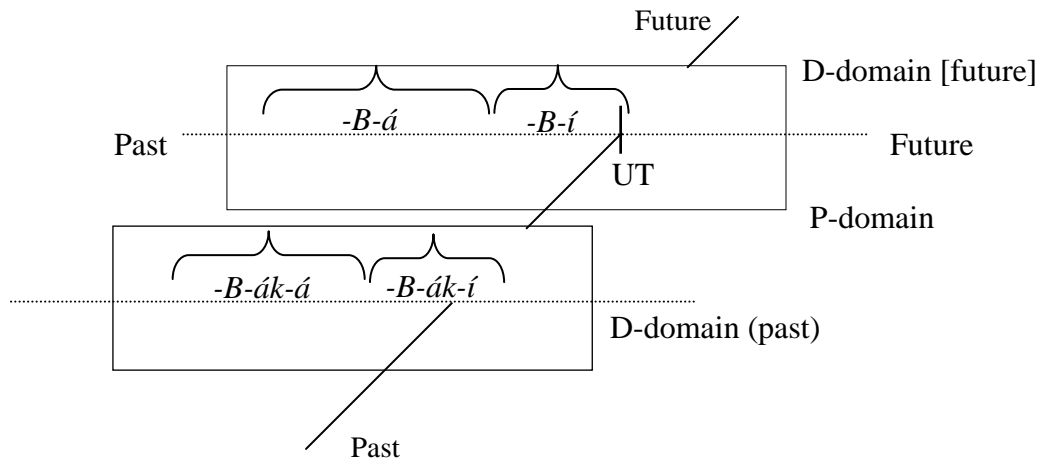 Future
D-domain [future]
-B-á -B-í
Past Future
UT
P-domain
-B-ák-á -B-ák-í
D-domain (past)
Past